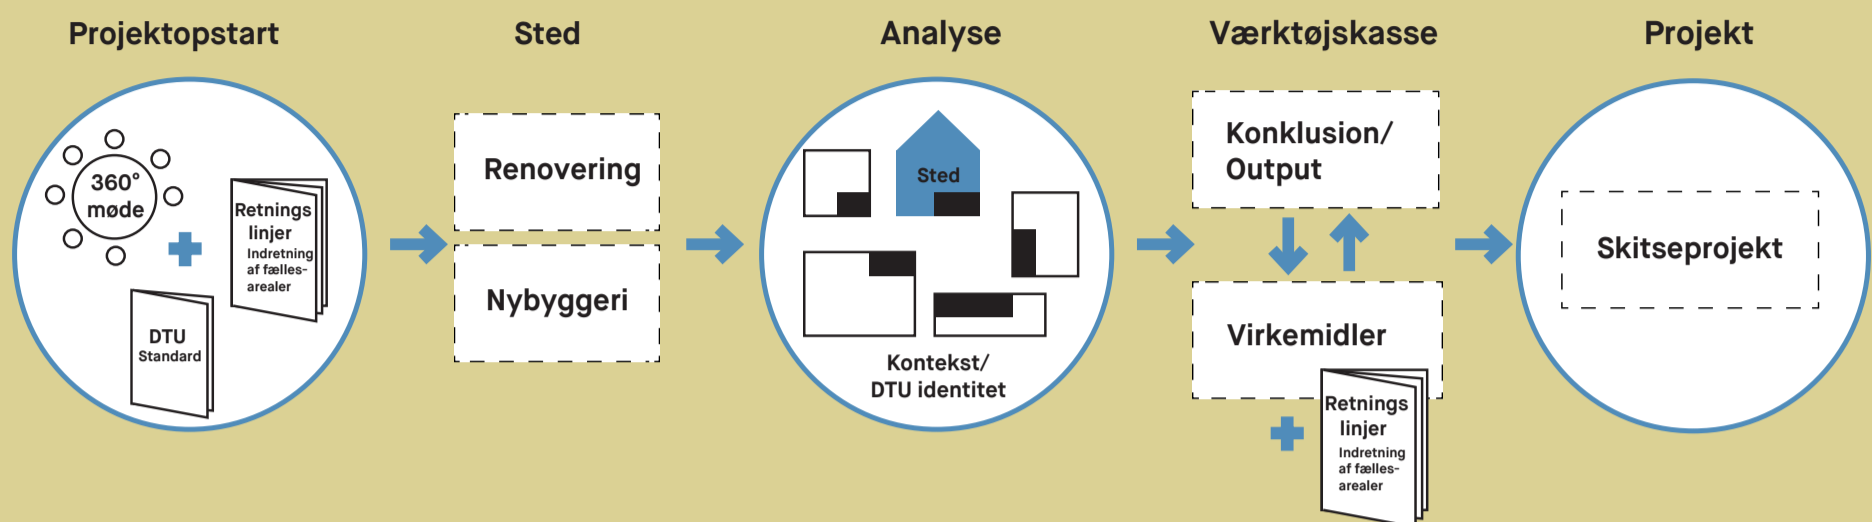 Projektopstart
Sted
Analyse
Værktøjskasse
Projekt
360°
møde
Retnings
linjer
Indretning
af fælles-
arealer
DTU
Standard
Renovering
Nybyggeri
Sted
Kontekst/
DTU identitet
Konklusion/
Output
Virkemidler
Retnings
linjer
Indretning
af fælles-
arealer
Skitseprojekt